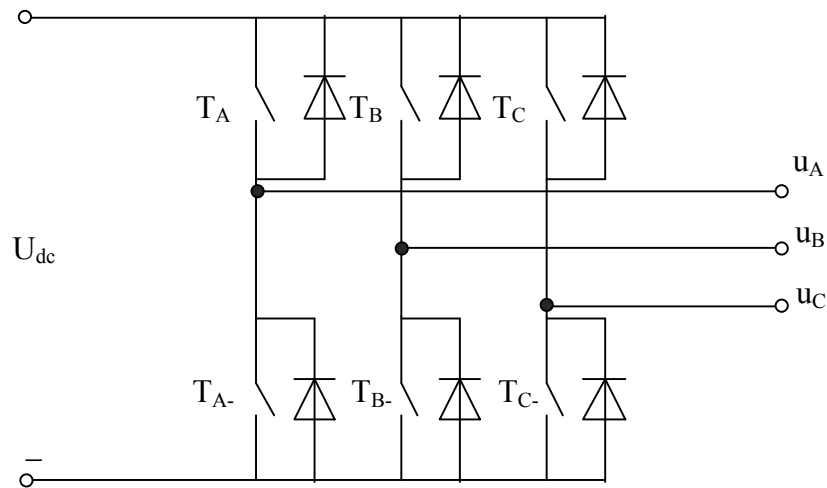 T_A T_B T_C
u_A
u_B
U_dc
u_C
T_A- T_B- T_C-
–